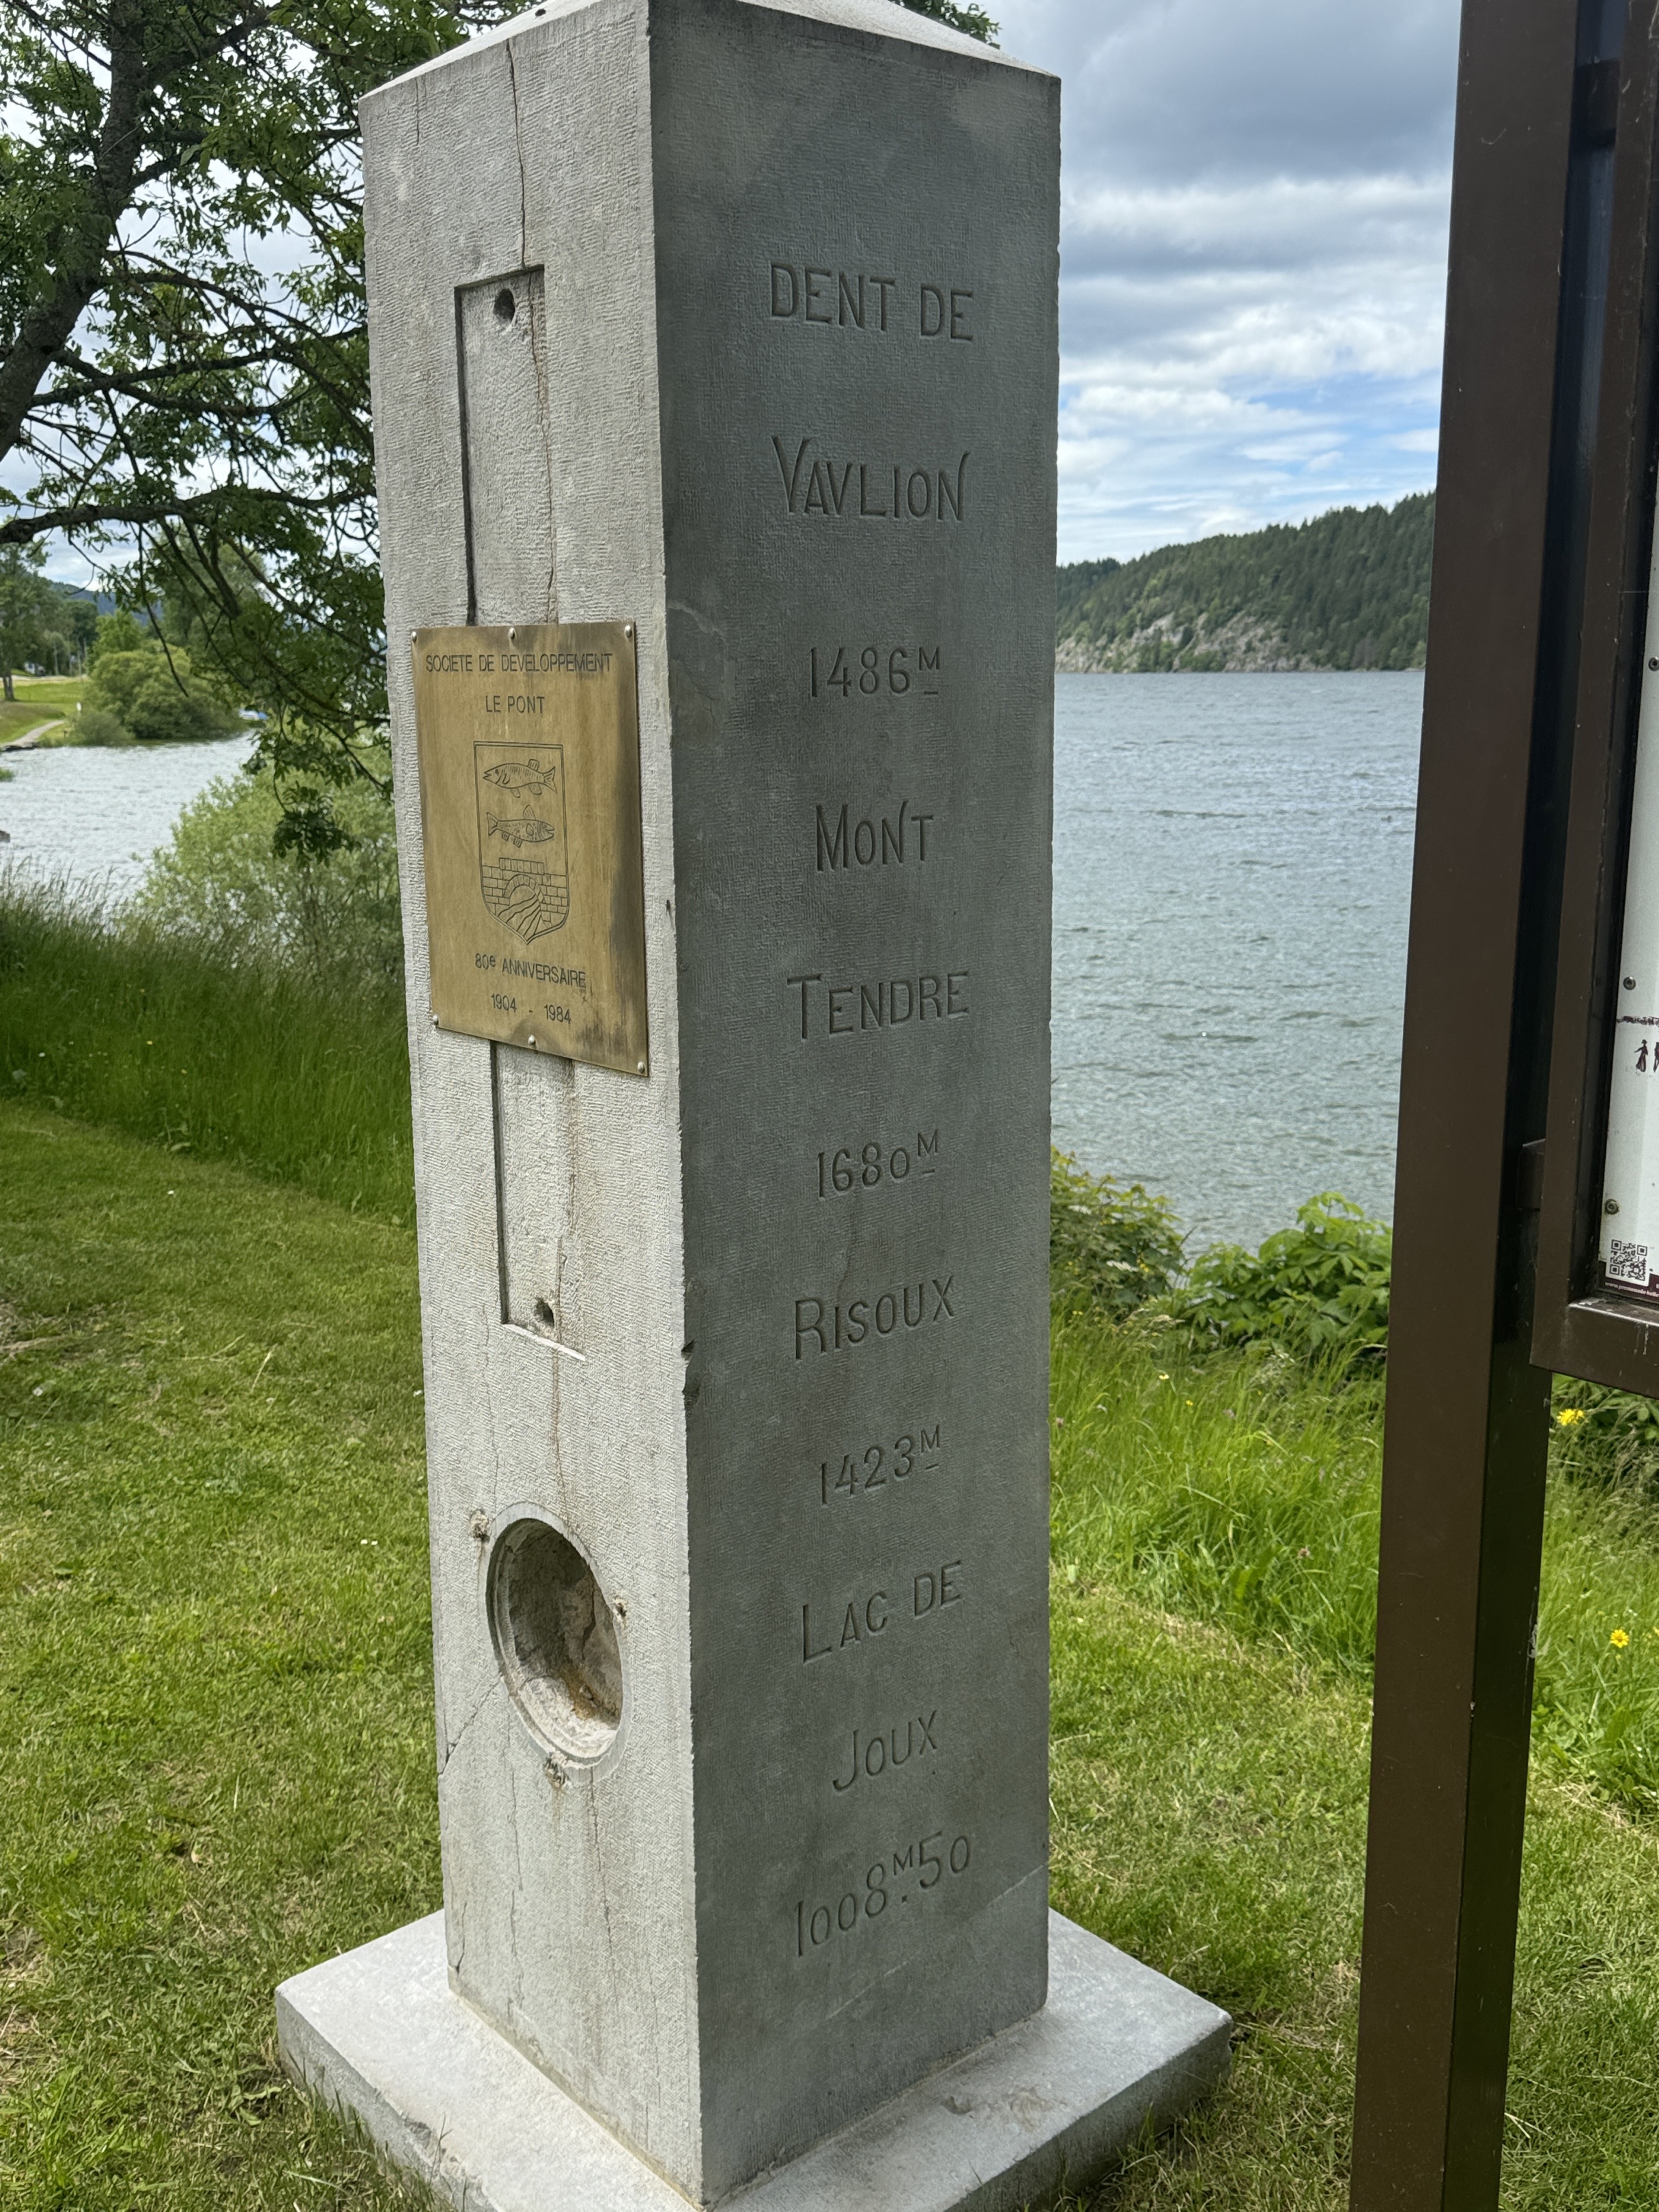 SOCIETE DE DEVELOPPEMENT
LE PONT
80e ANNIVERSAIRE
1904 - 1984
DENT DE
VAVLION
1486M
MONT
TENDRE
1680M
RISOUX
1423M
LAC DE
JOUX
1008M.50